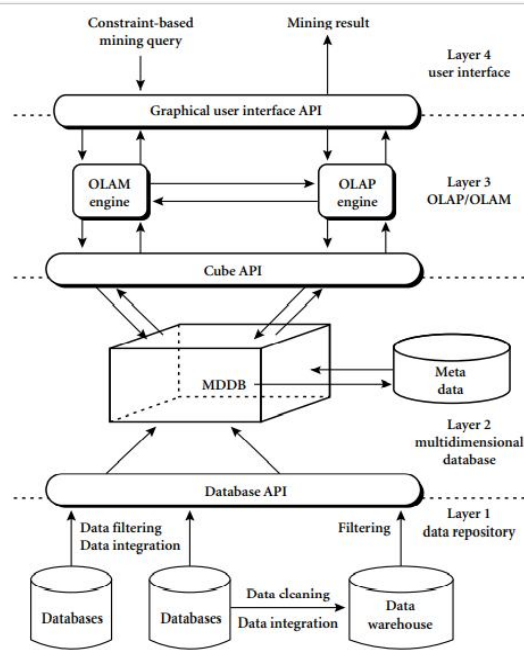 Constraint-based
mining query
Mining result
Layer 4
user interface
Graphical user interface API
OLAM
engine
OLAP
engine
Layer 3
OLAP/OLAM
Cube API
MDDB
Meta
data
Layer 2
multidimensional
database
Database API
Layer 1
data repository
Data filtering
Data integration
Filtering
Databases
Databases
Data cleaning
Data integration
Data
warehouse